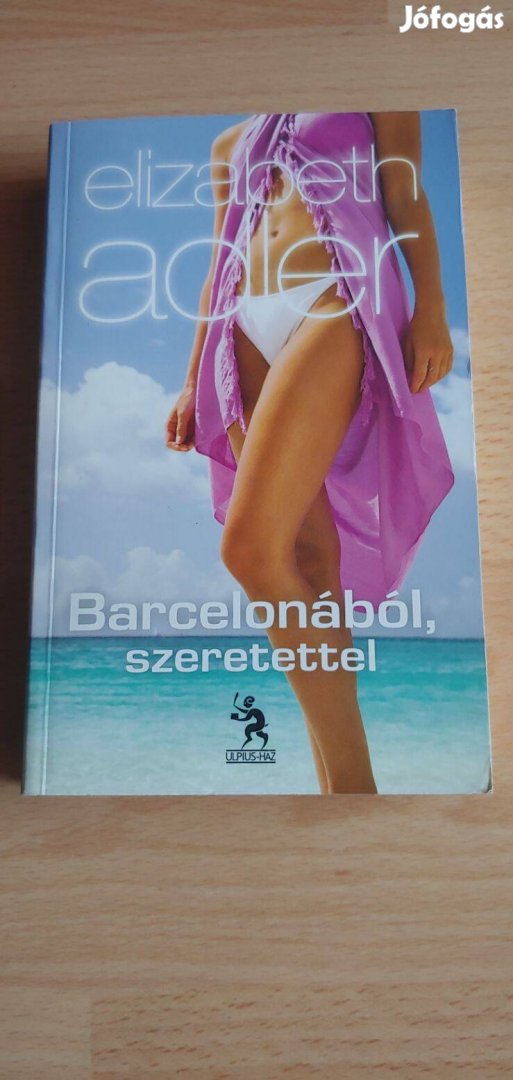 Jófogás
elizabeth
adler
Barcelonából,
szeretettel
ULPIUS-HÁZ